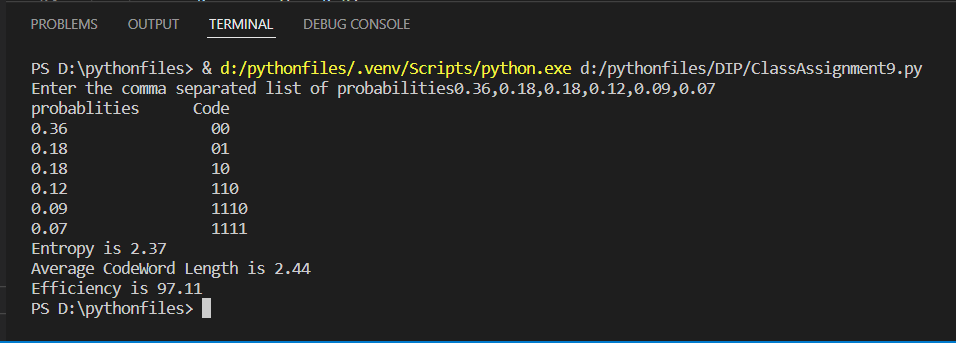 PROBLEMS OUTPUT TERMINAL DEBUG CONSOLE
PS D:\pythonfiles> & d:/pythonfiles/.venv/Scripts/python.exe d:/pythonfiles/DIP/ClassAssignment9.py
Enter the comma separated list of probabilities0.36,0.18,0.18,0.12,0.09,0.07
probablities Code
0.36 00
0.18 01
0.18 10
0.12 110
0.09 1110
0.07 1111
Entropy is 2.37
Average CodeWord Length is 2.44
Efficiency is 97.11
PS D:\pythonfiles>